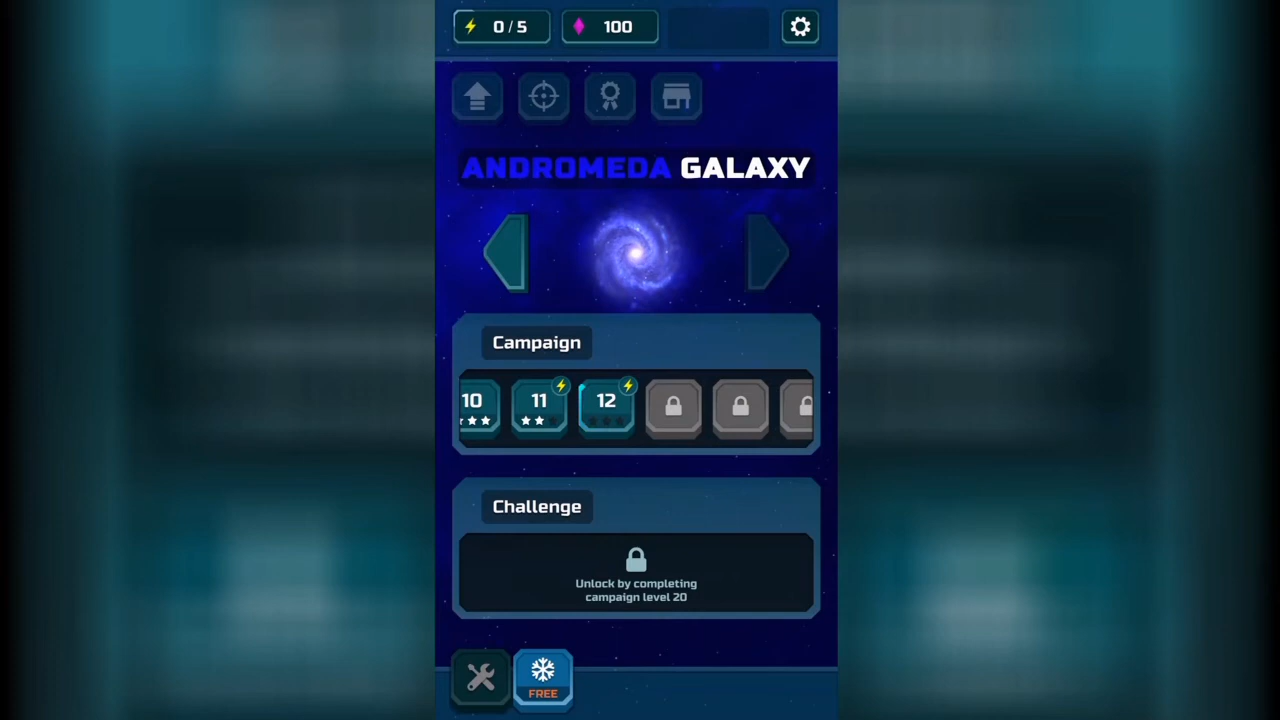 0 / 5
100
ANDROMEDA GALAXY
Campaign
10
11
12
Challenge
Unlock by completing
campaign level 20
FREE